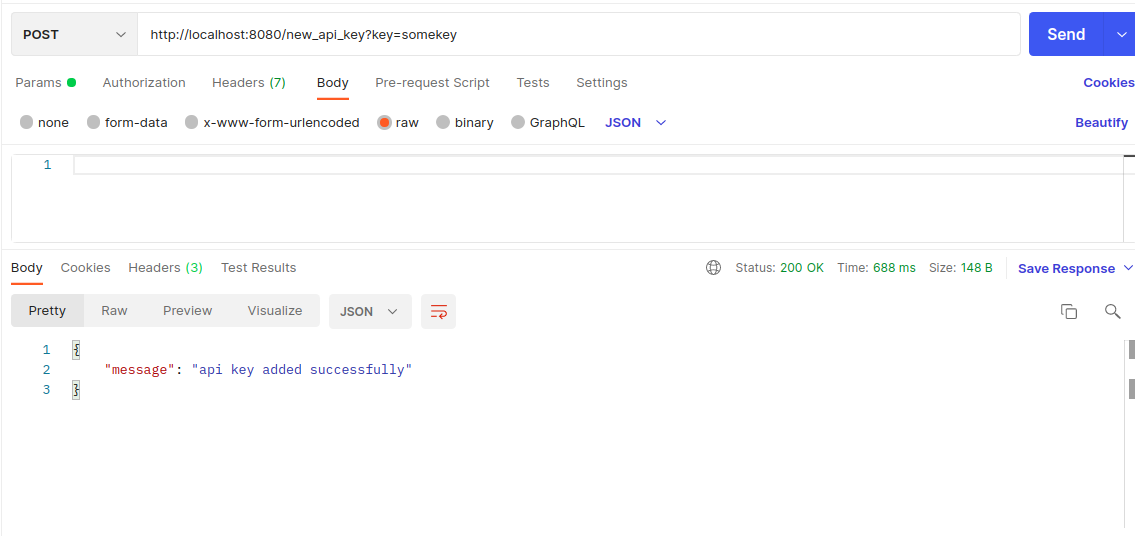 POST http://localhost:8080/new_api_key?key=somekey Send
Params Authorization Headers (7) Body Pre-request Script Tests Settings Cookies
none form-data x-www-form-urlencoded raw binary GraphQL JSON Beautify
1
Body Cookies Headers (3) Test Results Status: 200 OK Time: 688 ms Size: 148 B Save Response
Pretty Raw Preview Visualize JSON
1 {
2 "message": "api key added successfully"
3 }